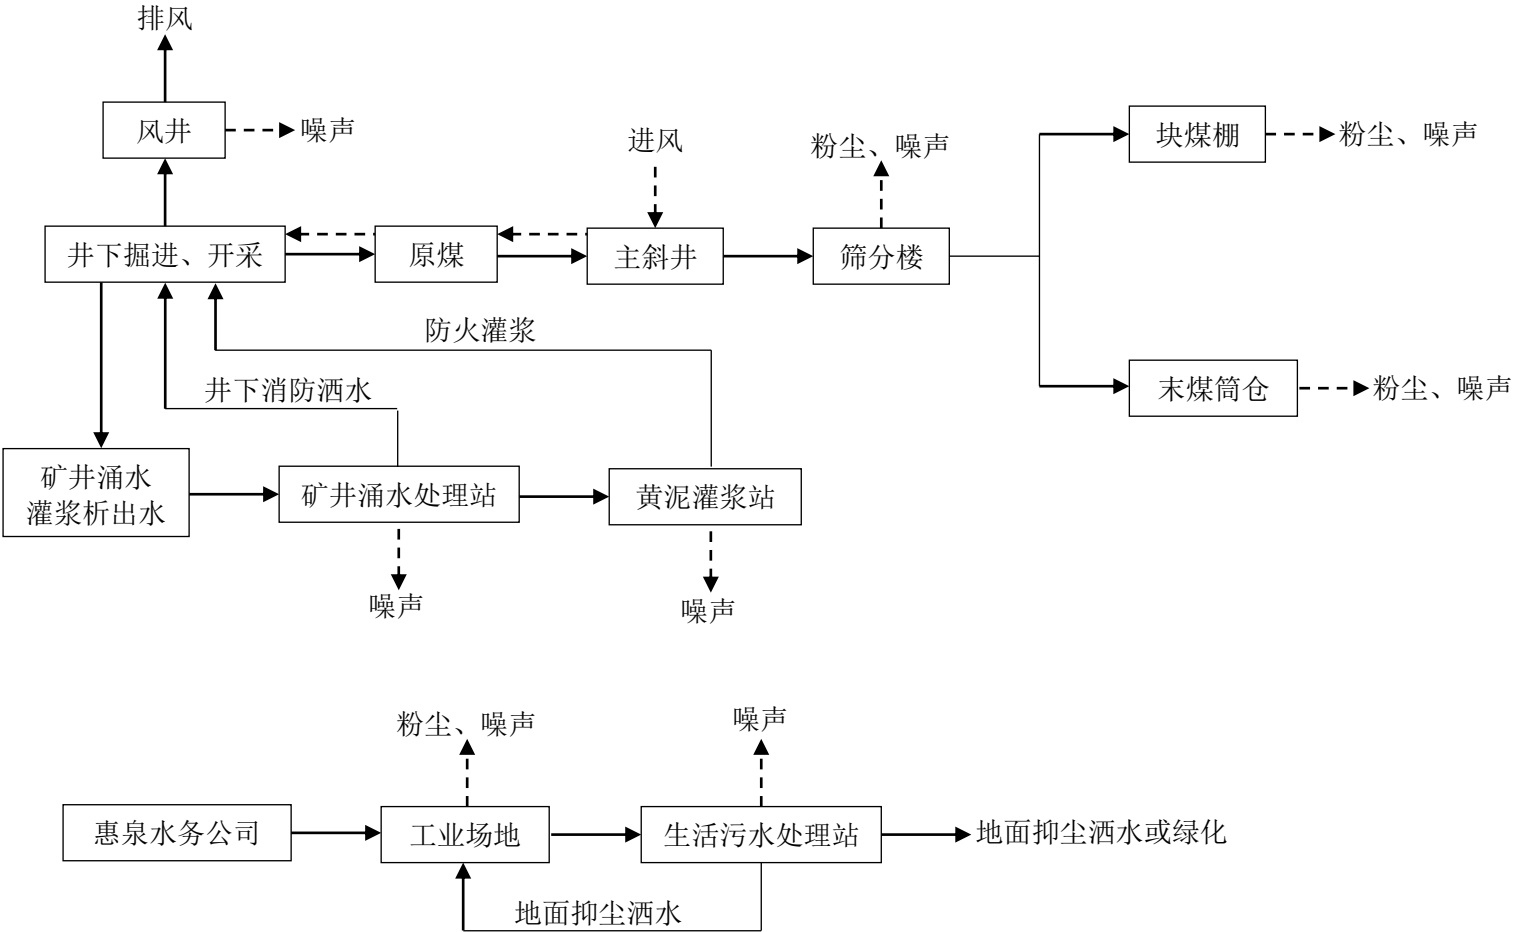 排风
风井
噪声
进风
粉尘、噪声
块煤棚
粉尘、噪声
井下掘进、开采
原煤
主斜井
筛分楼
防火灌浆
井下消防洒水
末煤筒仓
粉尘、噪声
矿井涌水
灌浆析出水
矿井涌水处理站
黄泥灌浆站
噪声
噪声
粉尘、噪声
噪声
惠泉水务公司
工业场地
生活污水处理站
地面抑尘洒水或绿化
地面抑尘洒水